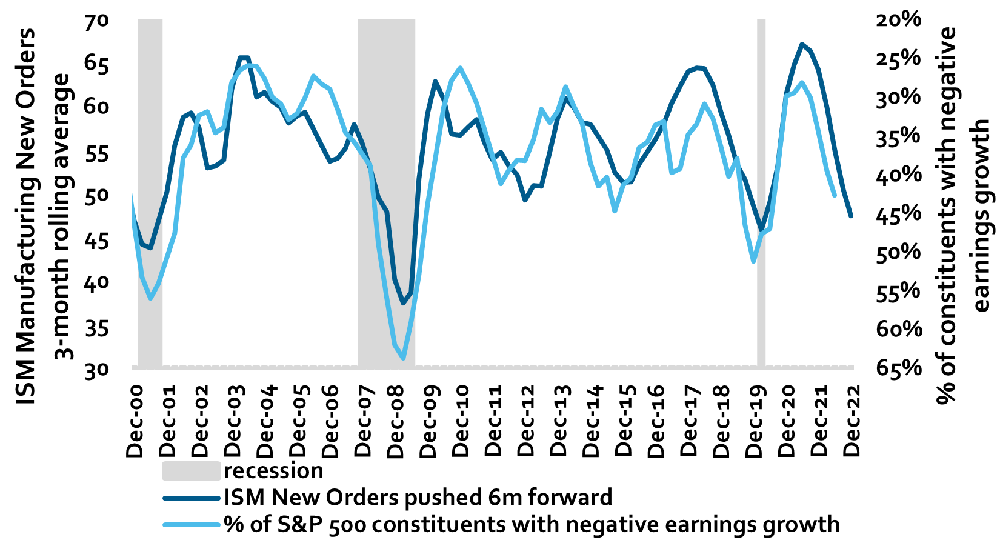 ISM Manufacturing New Orders
3-month rolling average
70
65
60
55
50
45
40
35
30
20%
25%
30%
35%
40%
45%
50%
55%
60%
65%
% of constituents with negative
earnings growth
Dec-00
Dec-01
Dec-02
Dec-03
Dec-04
Dec-05
Dec-06
Dec-07
Dec-08
Dec-09
Dec-10
Dec-11
Dec-12
Dec-13
Dec-14
Dec-15
Dec-16
Dec-17
Dec-18
Dec-19
Dec-20
Dec-21
Dec-22
recession
ISM New Orders pushed 6m forward
% of S&P 500 constituents with negative earnings growth